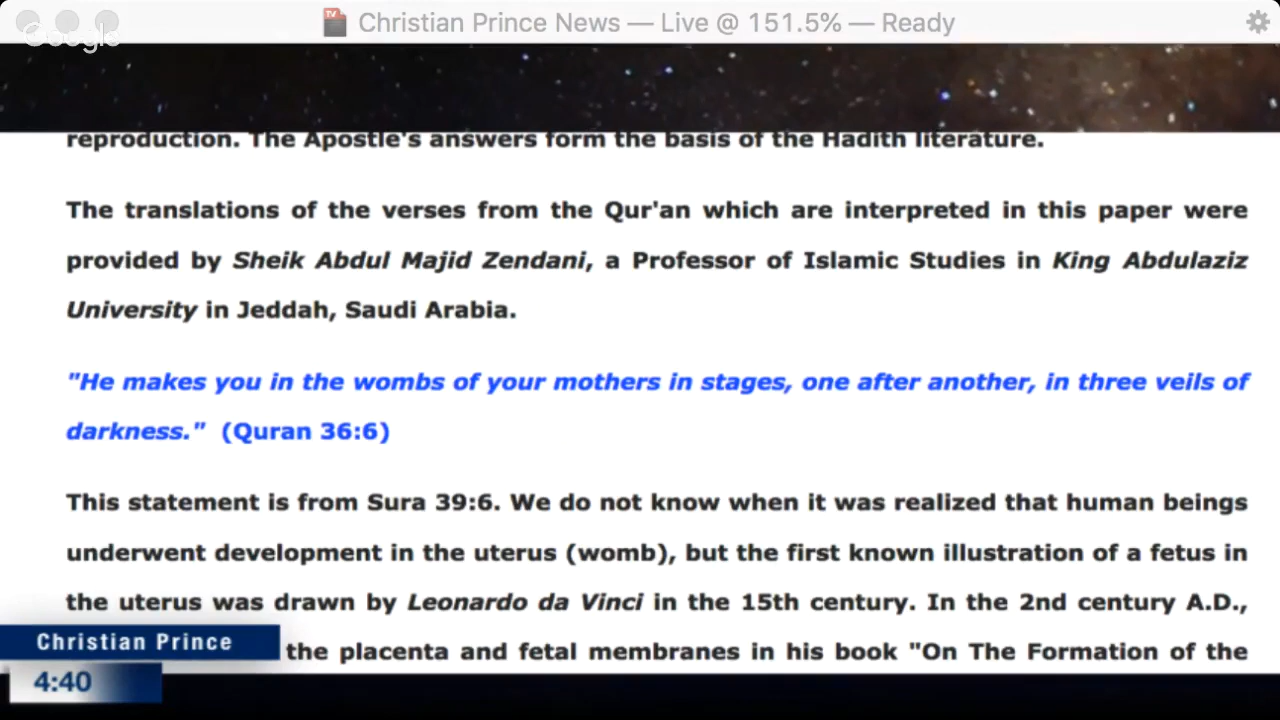 Christian Prince News — Live @ 151.5% — Ready
Google
reproduction. The Apostle's answers form the basis of the Hadith literature.
The translations of the verses from the Qur'an which are interpreted in this paper were
provided by Sheik Abdul Majid Zendani, a Professor of Islamic Studies in King Abdulaziz
University in Jeddah, Saudi Arabia.
"He makes you in the wombs of your mothers in stages, one after another, in three veils of
darkness." (Quran 36:6)
This statement is from Sura 39:6. We do not know when it was realized that human beings
underwent development in the uterus (womb), but the first known illustration of a fetus in
the uterus was drawn by Leonardo da Vinci in the 15th century. In the 2nd century A.D.,
the placenta and fetal membranes in his book "On The Formation of the
Christian Prince
4:40